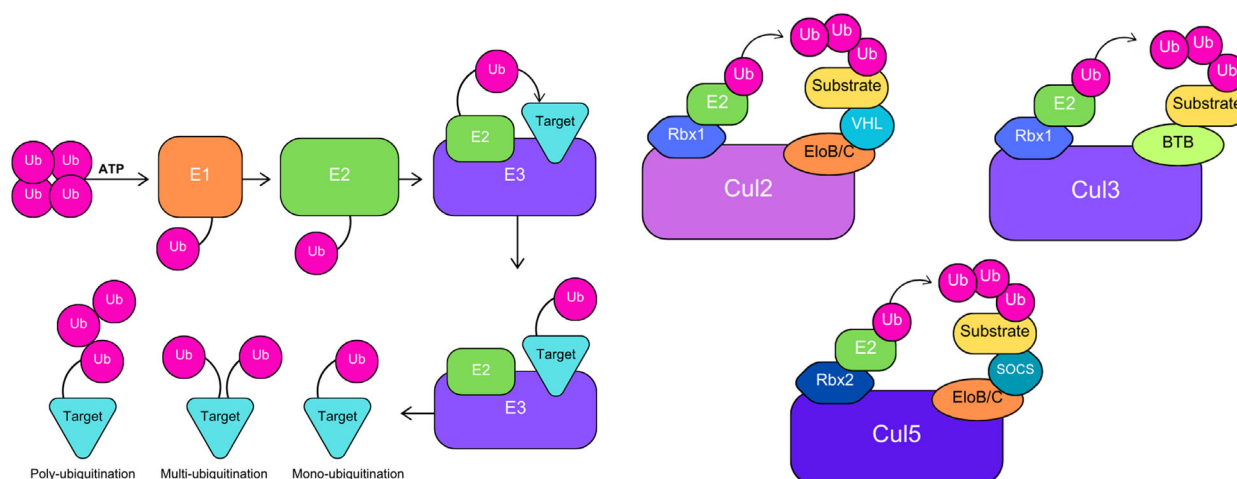 Ub
Ub
Ub
Ub
ATP
E1
Ub
E2
Ub
Ub
E2
Target
E3
Ub
Target
E2
E3
Ub
Ub
Ub
Target
Poly-ubiquitination
Ub
Ub
Target
Multi-ubiquitination
Ub
Target
Mono-ubiquitination
Ub
Ub
Ub
Ub
Substrate
E2
VHL
Rbx1
EloB/C
Cul2
Ub
Ub
Ub
Ub
Substrate
E2
Rbx1
BTB
Cul3
Ub
Ub
Ub
Ub
Substrate
E2
SOCS
Rbx2
EloB/C
Cul5